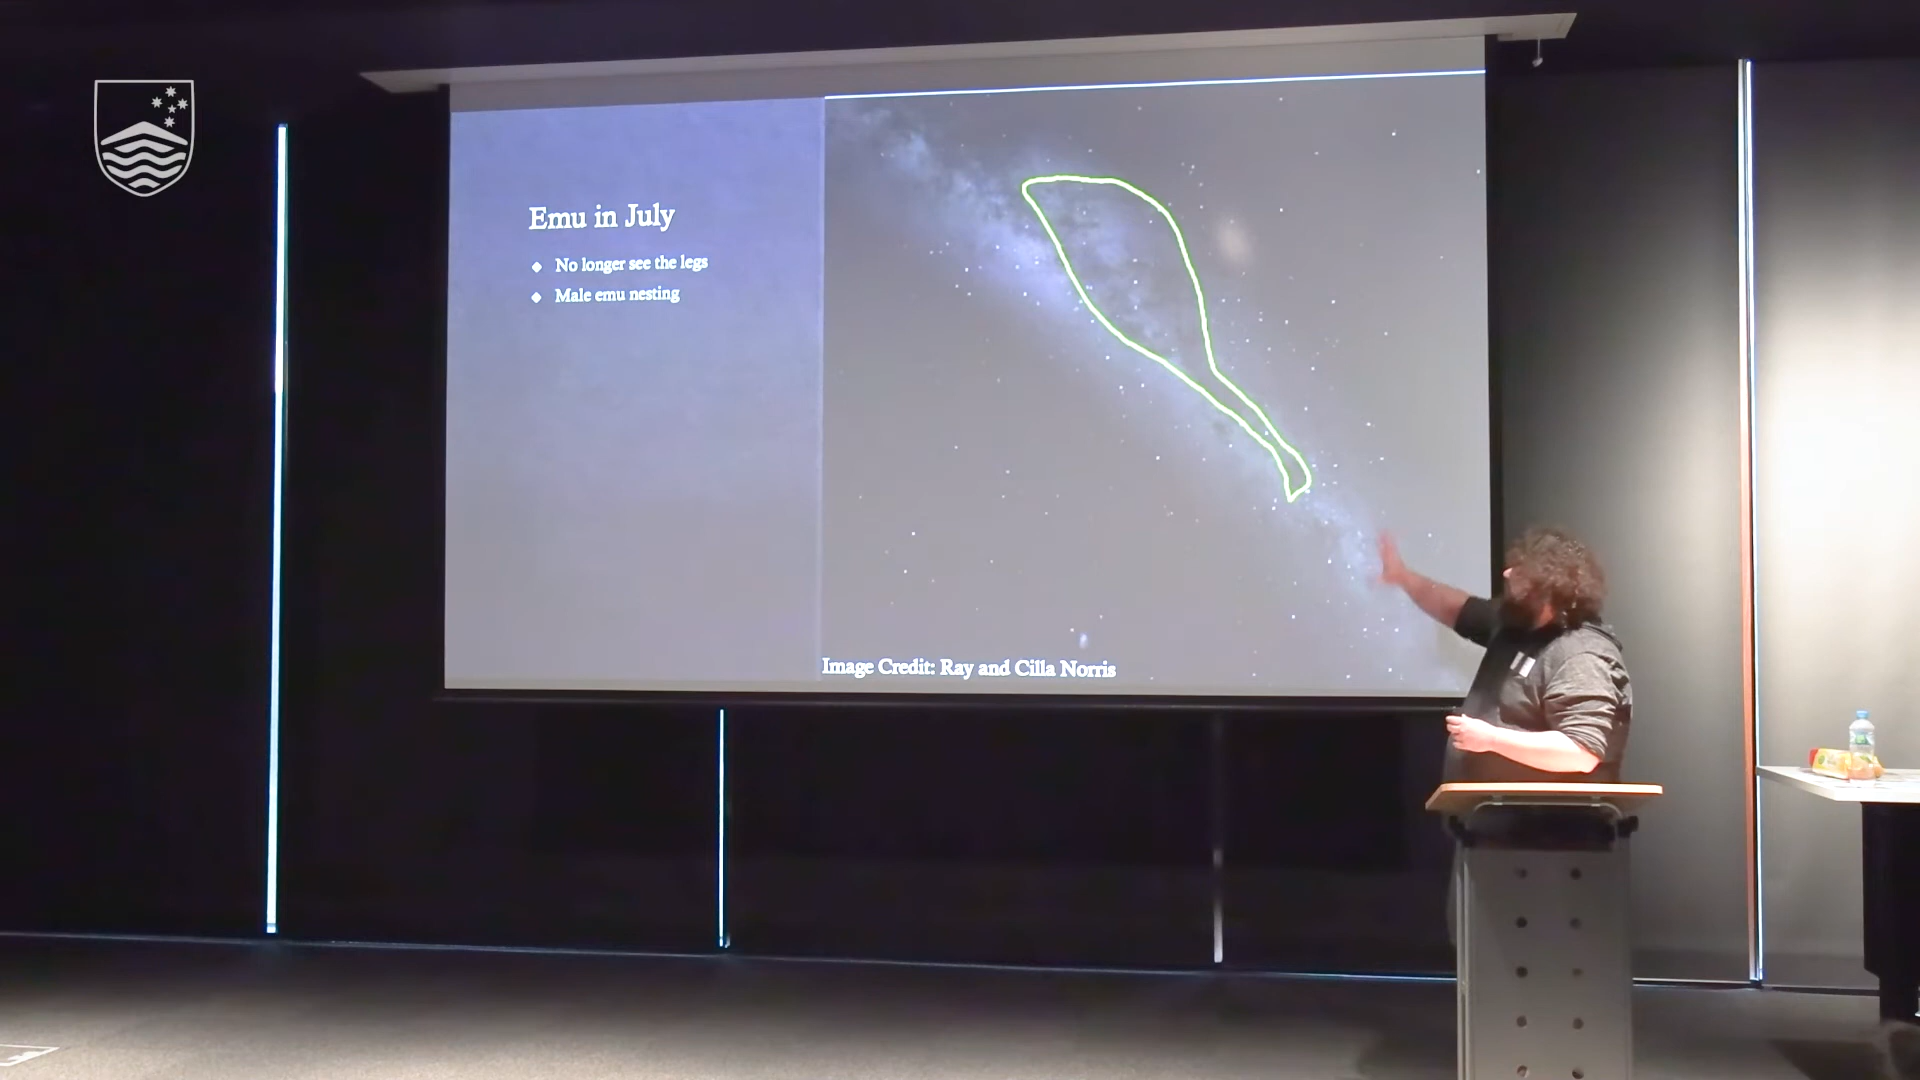 Emu in July
No longer see the legs
Male emu nesting
Image Credit: Ray and Cilla Norris